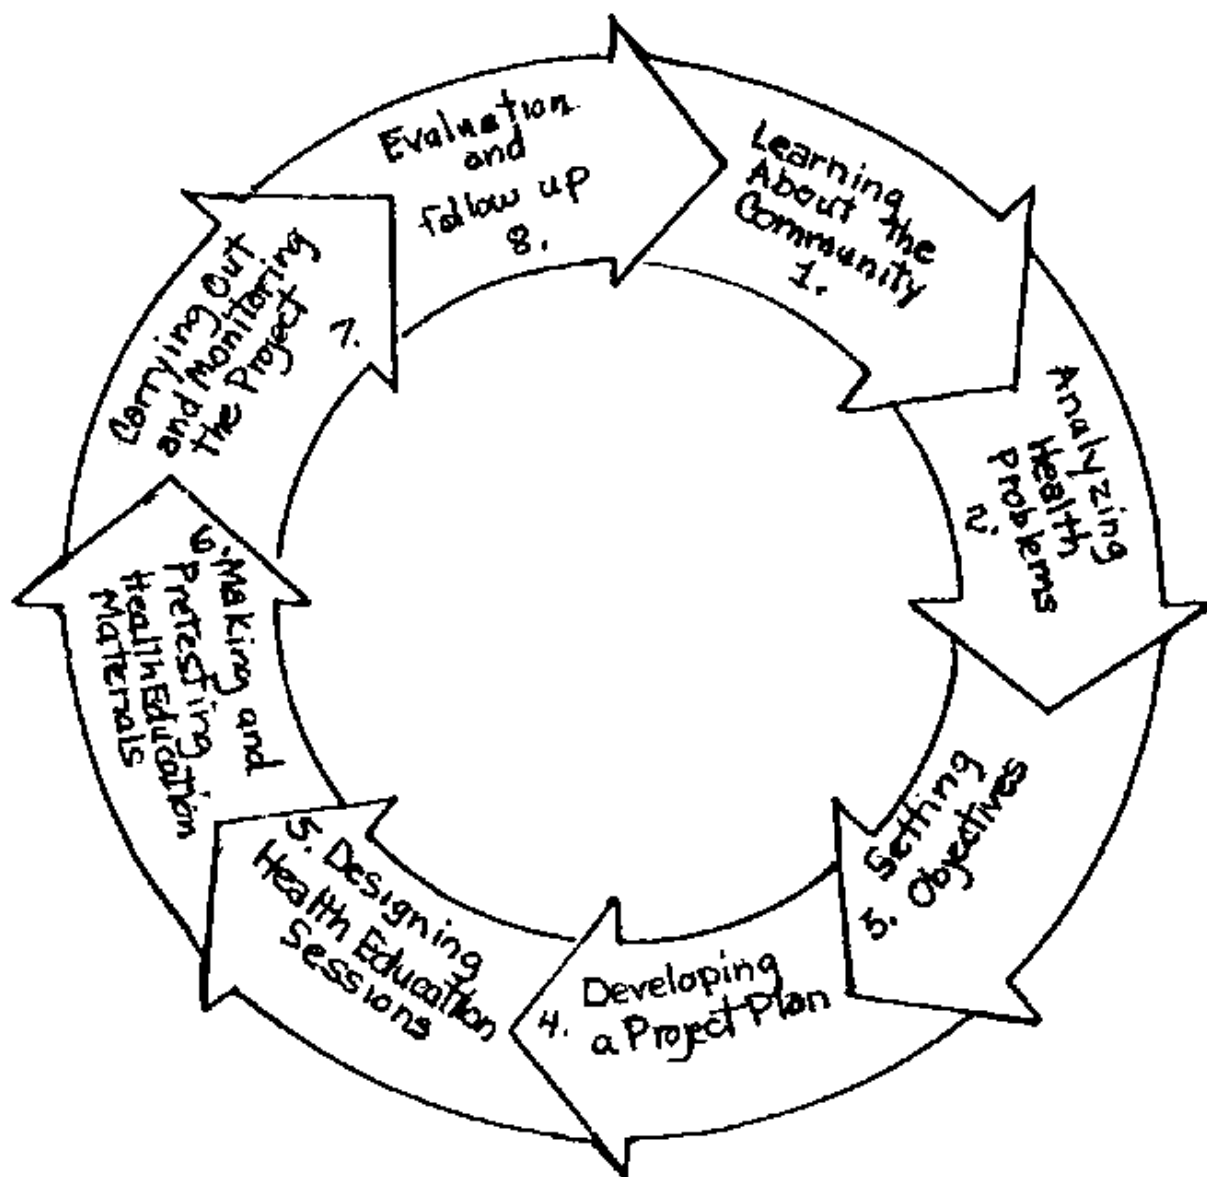 Learning
About the
Community
1.
Analyzing
Health
Problems
2.
Setting
3. Objectives
Developing
4. a Project Plan
5. Designing
Health Education
Sessions
6. Making and
Pretesting
Health Education
Materials
Carrying Out
and Monitoring
the Project
7.
Evaluation
and
follow up
8.